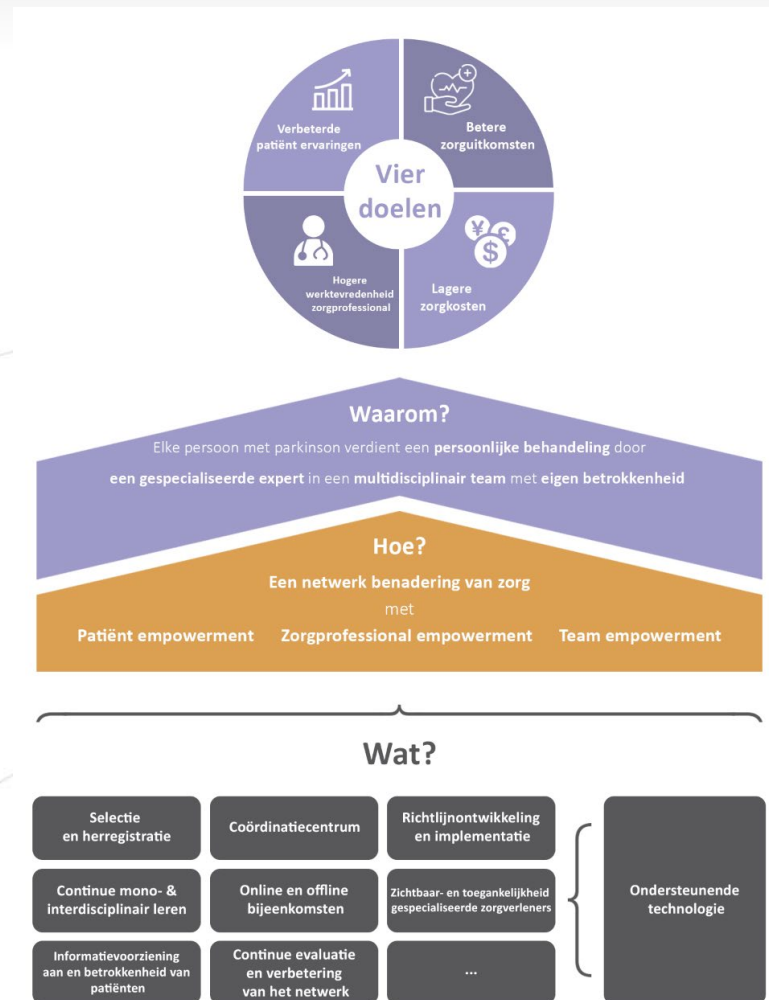 Verbeterde
patiënt ervaringen
Betere
zorguitkomsten
Vier
doelen
Hogere
werktevredenheid
zorgprofessional
¥ £
$
Lagere
zorgkosten
Waarom?
Elke persoon met parkinson verdient een persoonlijke behandeling door
een gespecialiseerde expert in een multidisciplinair team met eigen betrokkenheid
Hoe?
Een netwerk benadering van zorg
met
Patiënt empowerment Zorgprofessional empowerment Team empowerment
Wat?
Selectie
en herregistratie
Coördinatiecentrum
Richtlijnontwikkeling
en implementatie
Continue mono- &
interdisciplinair leren
Online en offline
bijeenkomsten
Zichtbaar- en toegankelijkheid
gespecialiseerde zorgverleners
Ondersteunende
technologie
Informatievoorziening
aan en betrokkenheid van
patiënten
Continue evaluatie
en verbetering
van het netwerk
...